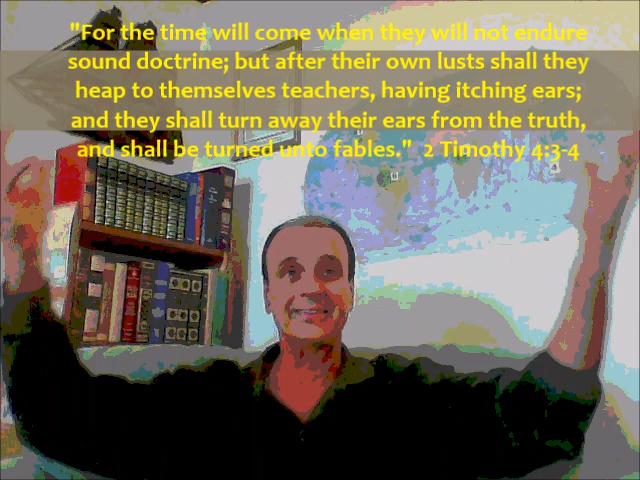 "For the time will come when they will not endure
sound doctrine; but after their own lusts shall they
heap to themselves teachers, having itching ears;
and they shall turn away their ears from the truth,
and shall be turned unto fables."  2 Timothy 4:3-4